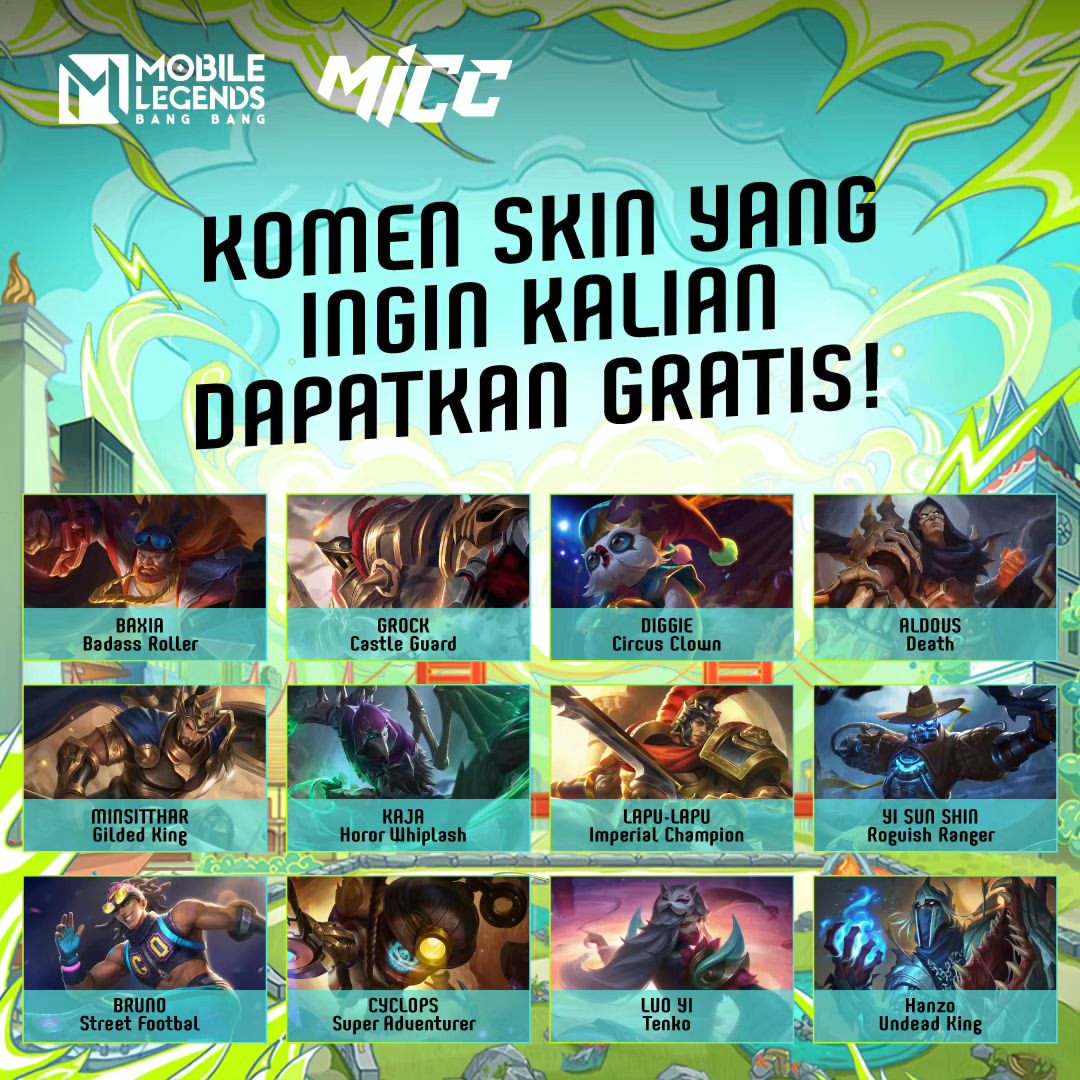 MOBILE
LEGENDS
BANG BANG
MICC
KOMEN SKIN YANG
INGIN KALIAN
DAPATKAN GRATIS!
BAXIA
Badass Roller
GROCK
Castle Guard
DIGGIE
Circus Clown
ALDOUS
Death
MINSITTHAR
Gilded King
KAJA
Horor Whiplash
LAPU-LAPU
Imperial Champion
YI SUN SHIN
Roguish Ranger
BRUNO
Street Footbal
CYCLOPS
Super Adventurer
LUO YI
Tenko
Hanzo
Undead King